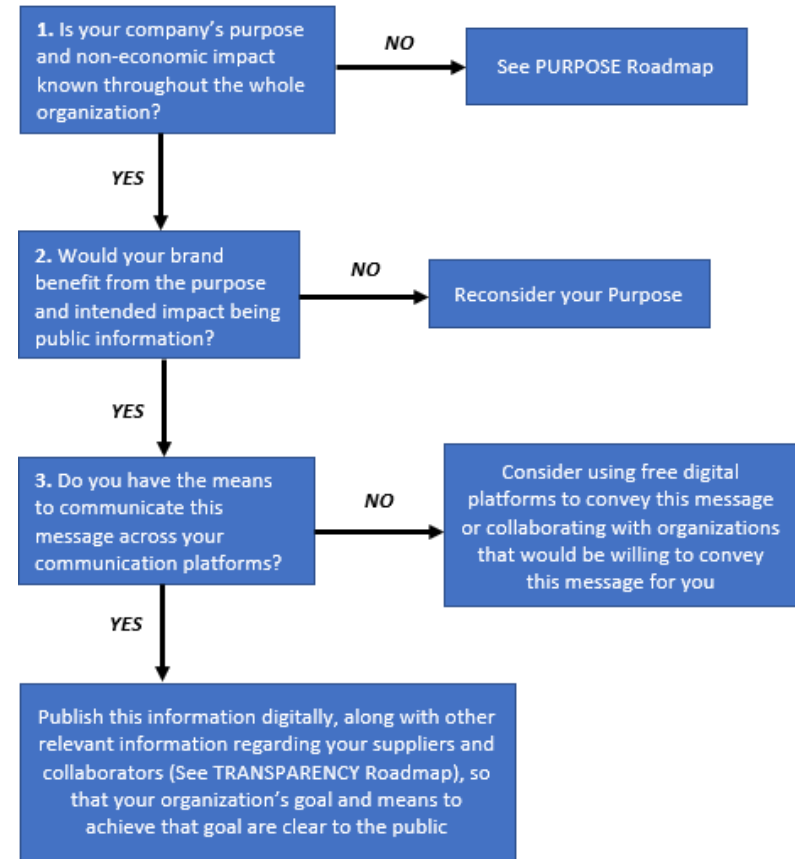 1. Is your company’s purpose
and non-economic impact
known throughout the whole
organization?
NO
See PURPOSE Roadmap
YES
2. Would your brand
benefit from the purpose
and intended impact being
public information?
NO
Reconsider your Purpose
YES
3. Do you have the means
to communicate this
message across your
communication platforms?
NO
Consider using free digital
platforms to convey this message
or collaborating with organizations
that would be willing to convey
this message for you
YES
Publish this information digitally, along with other
relevant information regarding your suppliers and
collaborators (See TRANSPARENCY Roadmap), so
that your organization’s goal and means to
achieve that goal are clear to the public